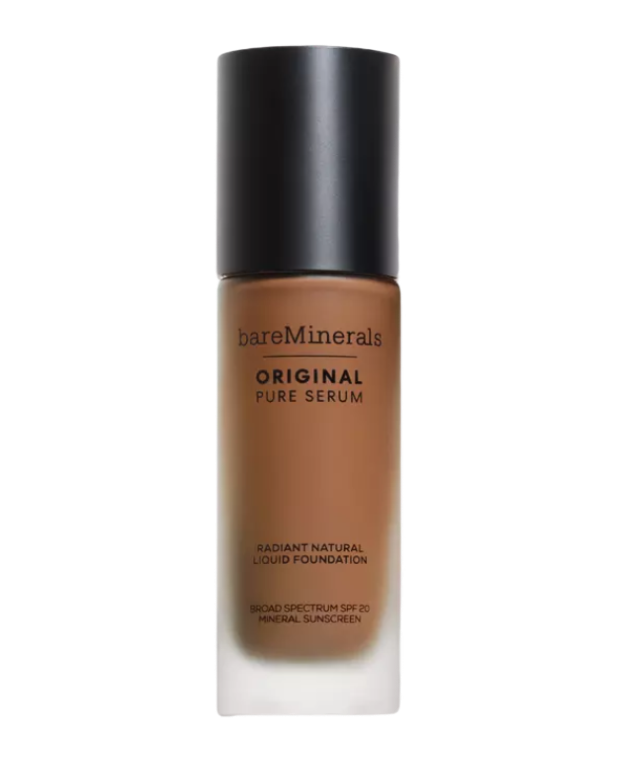 bareMinerals
ORIGINAL
PURE SERUM
RADIANT NATURAL
LIQUID FOUNDATION
BROAD SPECTRUM SPF 20
MINERAL SUNSCREEN